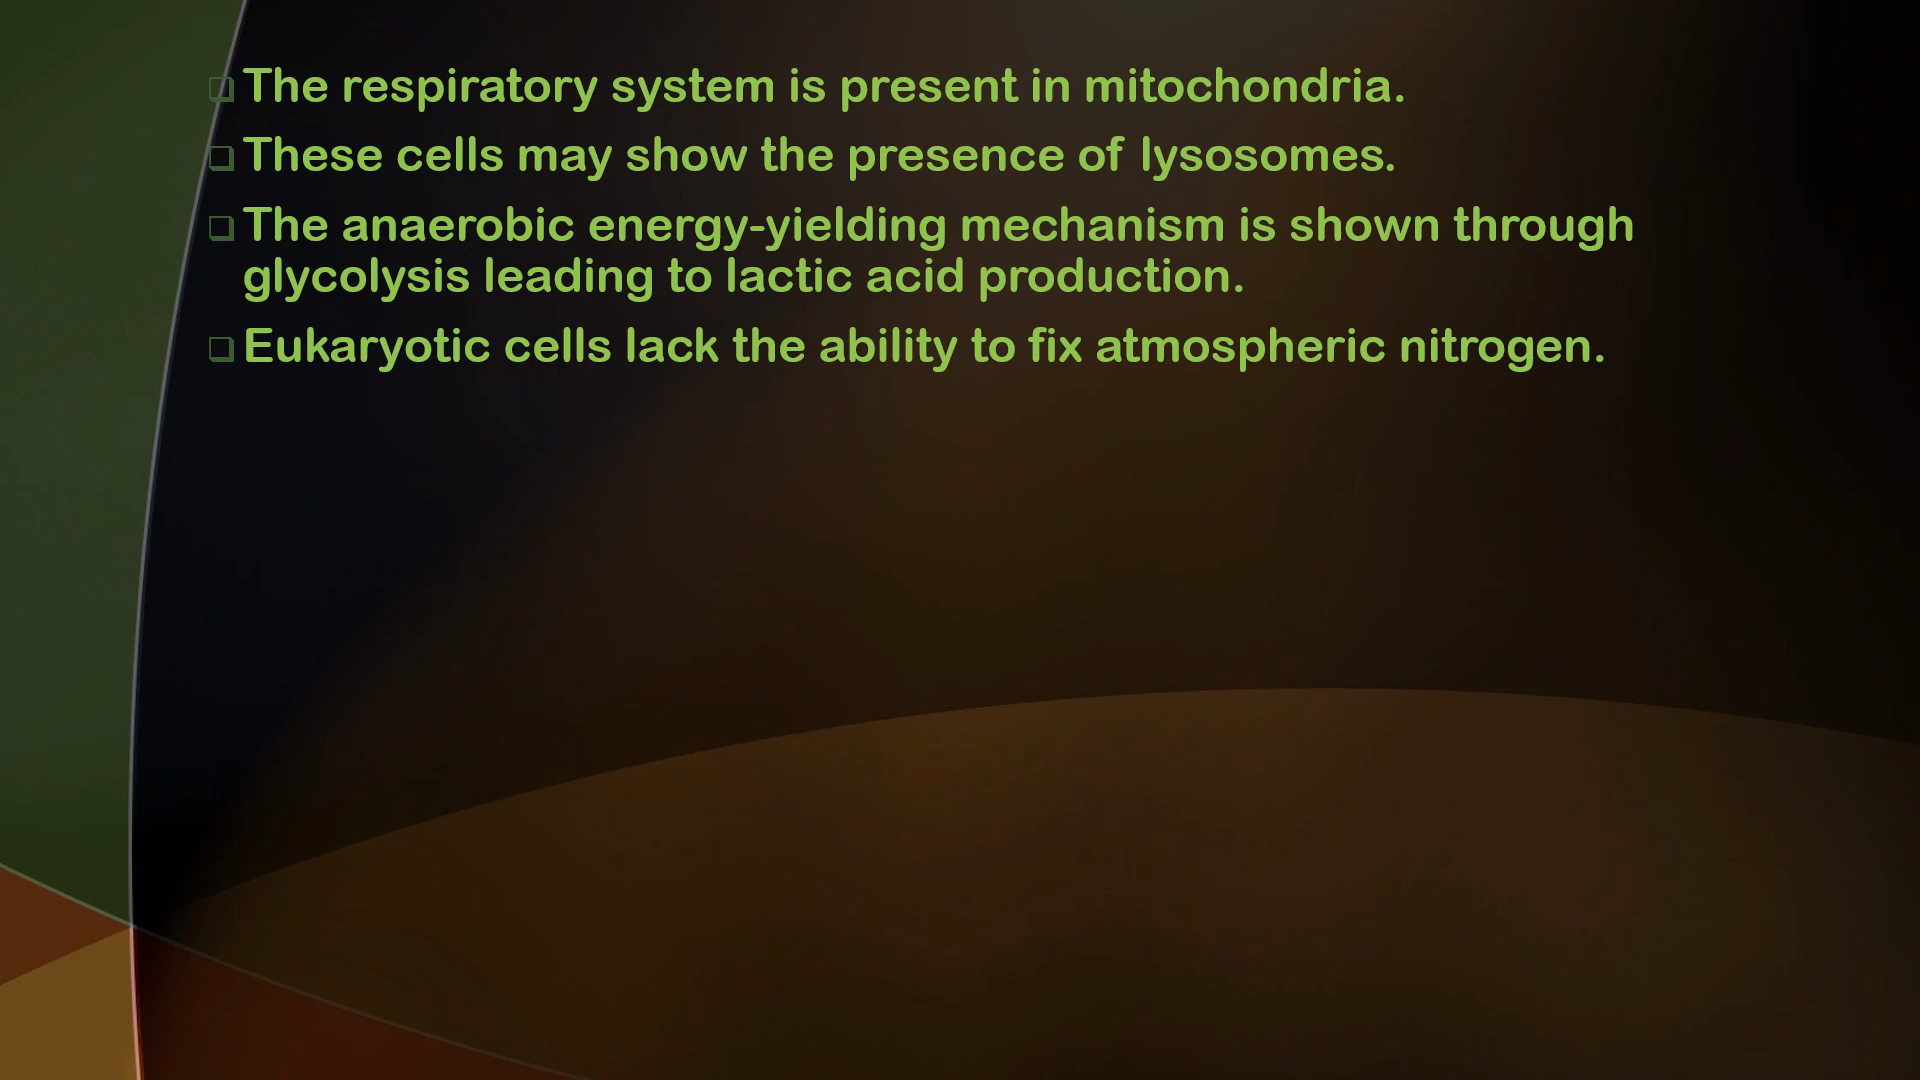 The respiratory system is present in mitochondria.
These cells may show the presence of lysosomes.
The anaerobic energy-yielding mechanism is shown through
glycolysis leading to lactic acid production.
Eukaryotic cells lack the ability to fix atmospheric nitrogen.